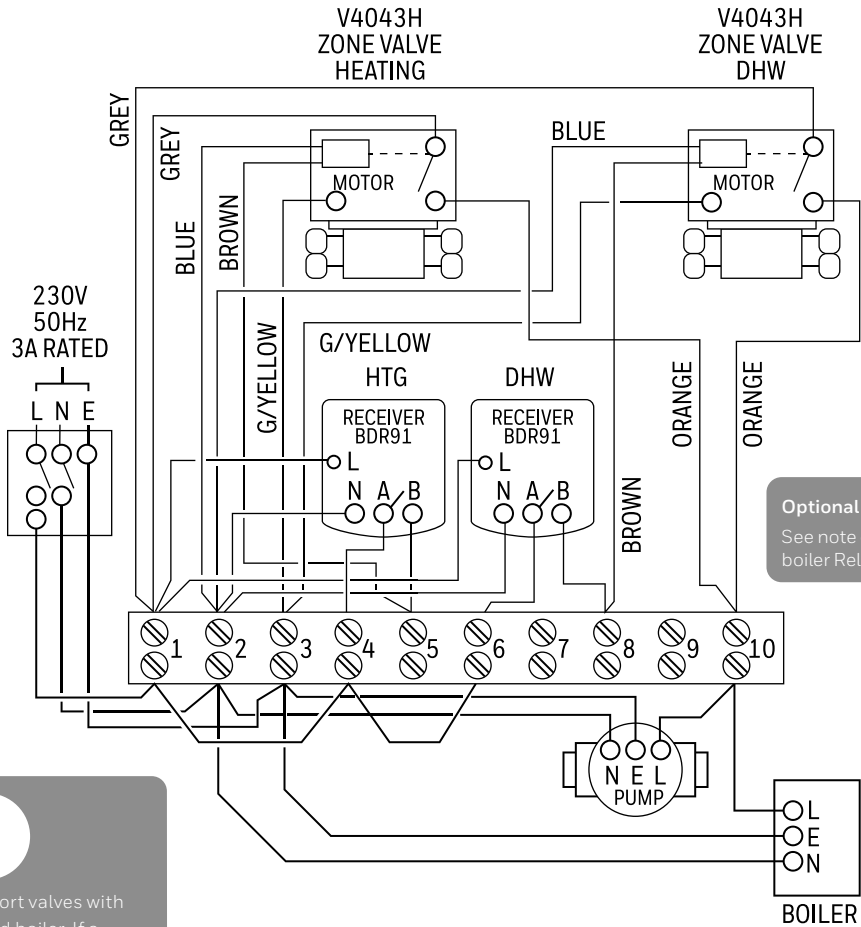 V4043H
ZONE VALVE
HEATING
V4043H
ZONE VALVE
DHW
GREY
GREY
BLUE
BROWN
BLUE
MOTOR
MOTOR
230V
50Hz
3A RATED
L N E
G/YELLOW
G/YELLOW
HTG
DHW
RECEIVER
BDR91
L
N A B
RECEIVER
BDR91
L
N A B
BROWN
ORANGE
ORANGE
Optional
See note
boiler Rel
1 2 3 4 5 6 7 8 9 10
N E L
PUMP
L
E
N
BOILER
ort valves with
boiler. If a